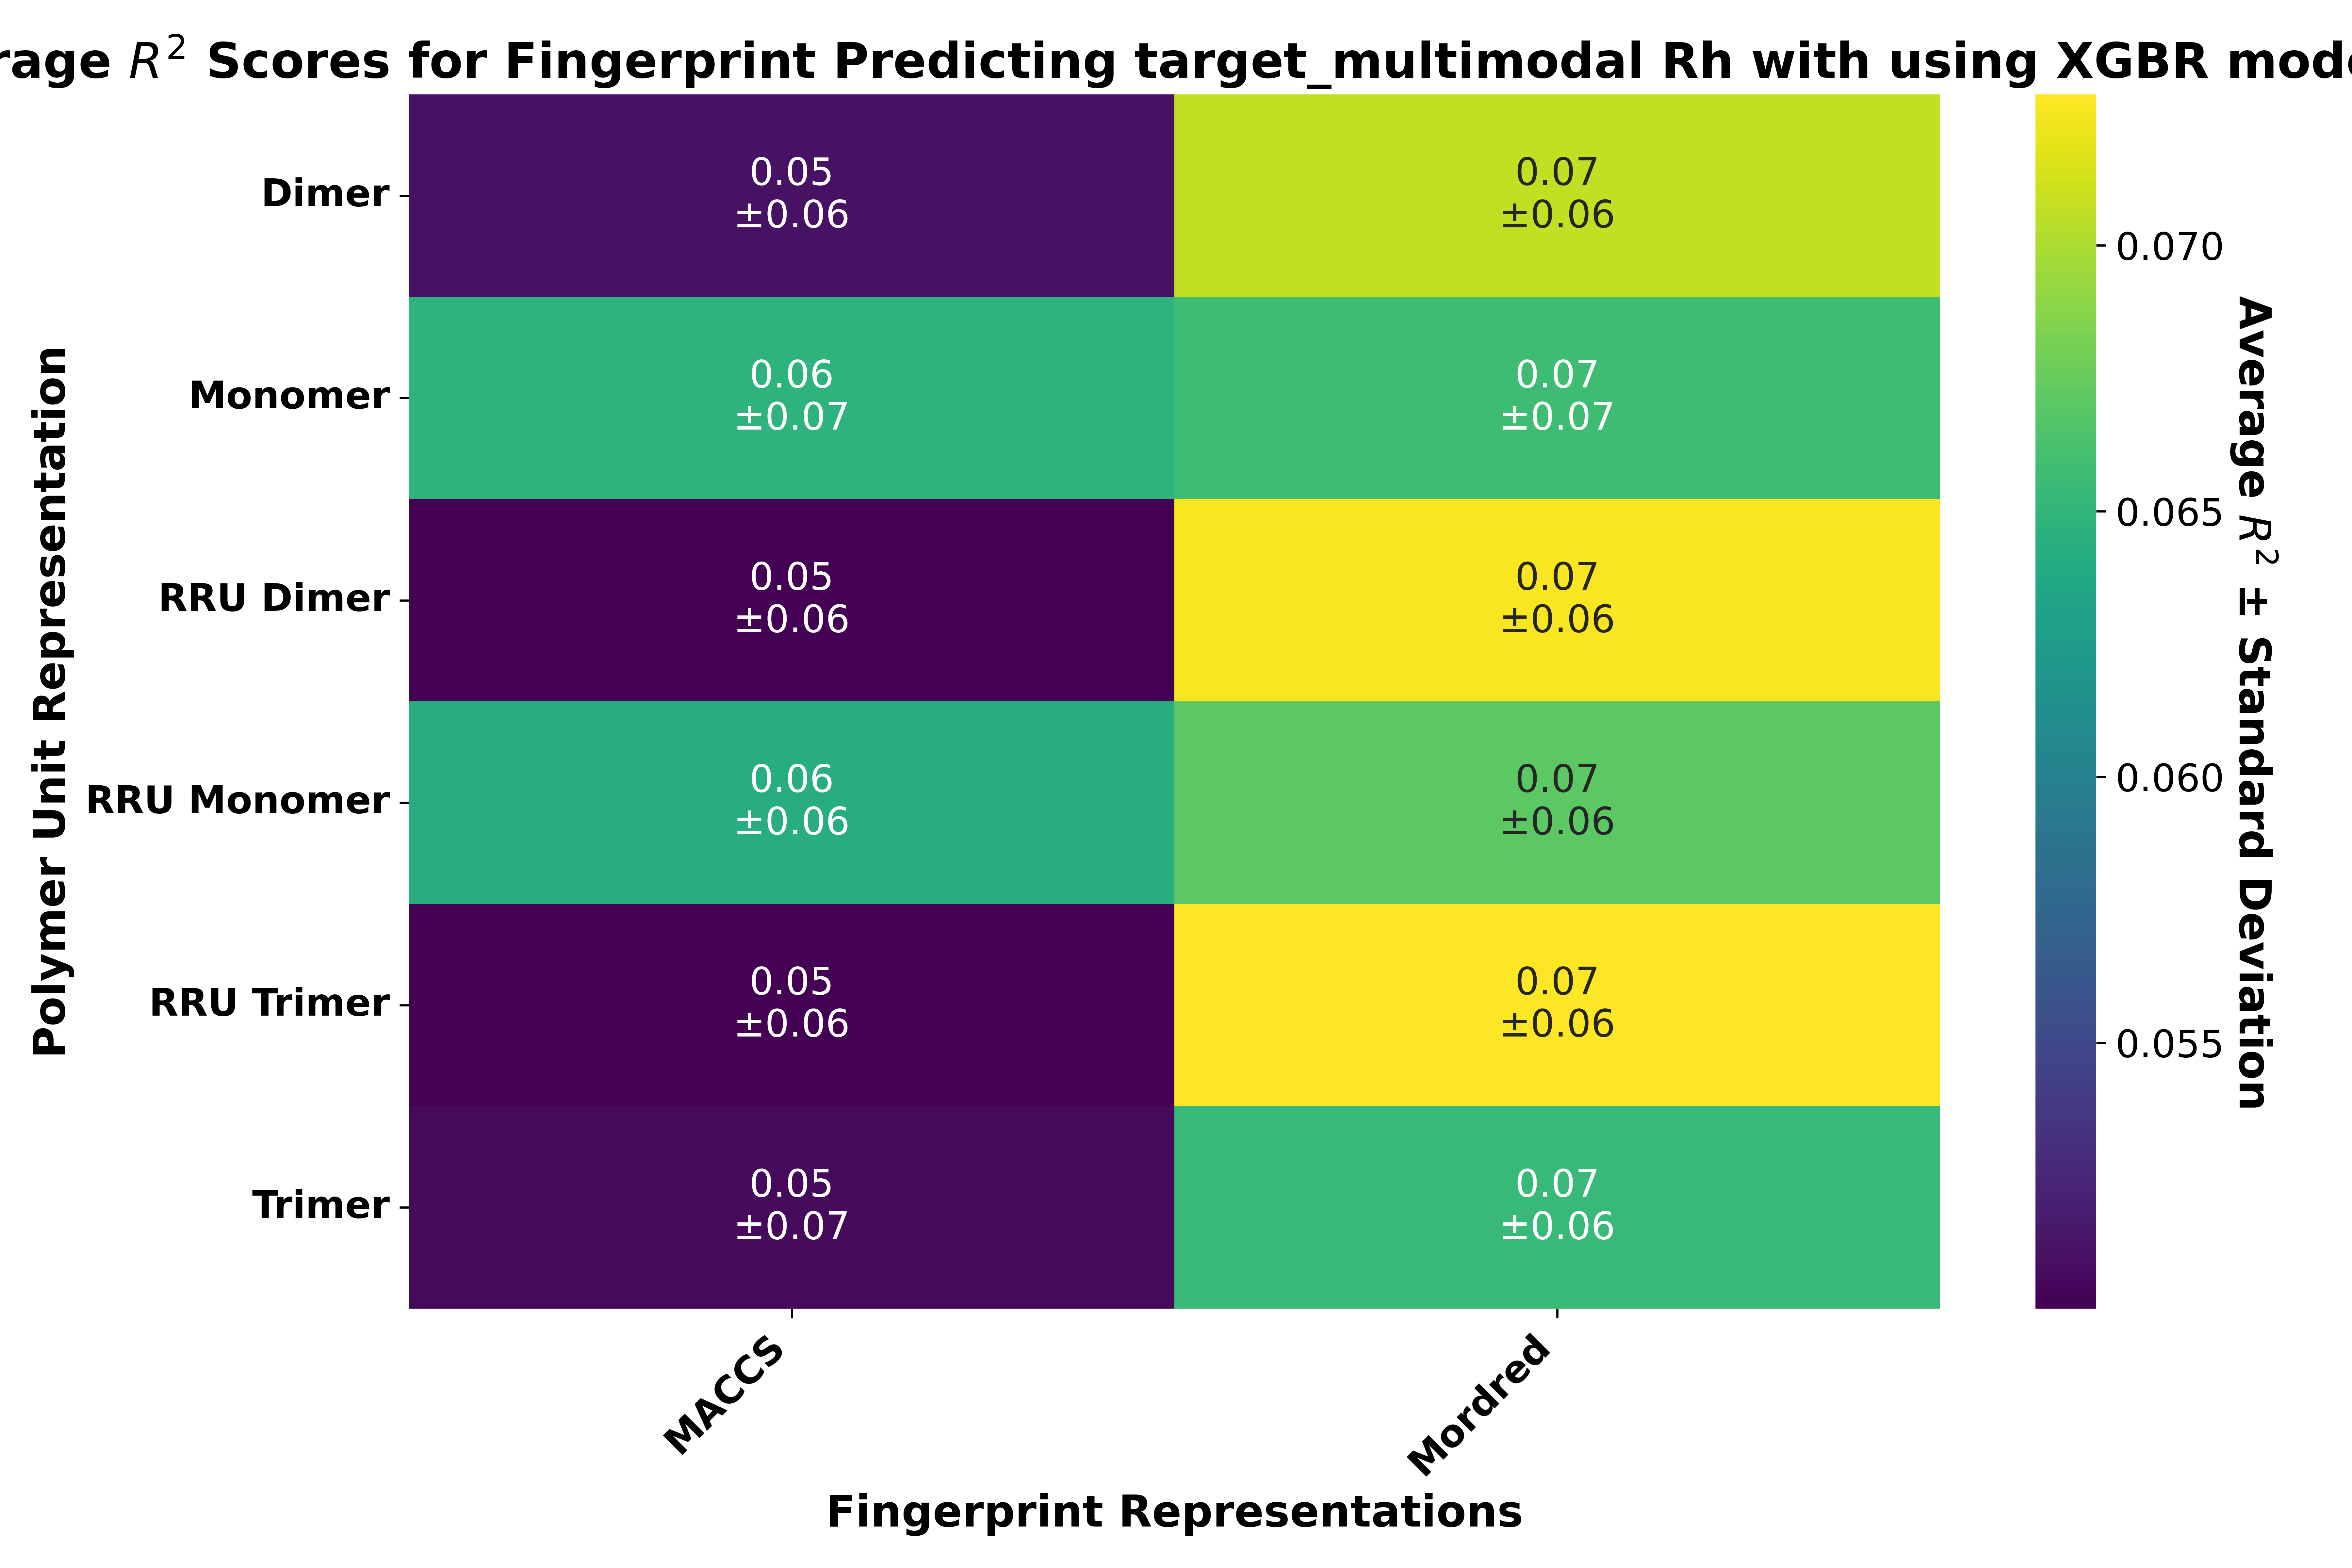 rage R² Scores for Fingerprint Predicting target_multimodal Rh with using XGBR mod
Polymer Unit Representation
Dimer
0.05
±0.06
0.07
±0.06
Monomer
0.06
±0.07
0.07
±0.07
RRU Dimer
0.05
±0.06
0.07
±0.06
RRU Monomer
0.06
±0.06
0.07
±0.06
RRU Trimer
0.05
±0.06
0.07
±0.06
Trimer
0.05
±0.07
0.07
±0.06
MACCS
Mordred
Fingerprint Representations
0.070
0.065
0.060
0.055
Average R² ± Standard Deviation